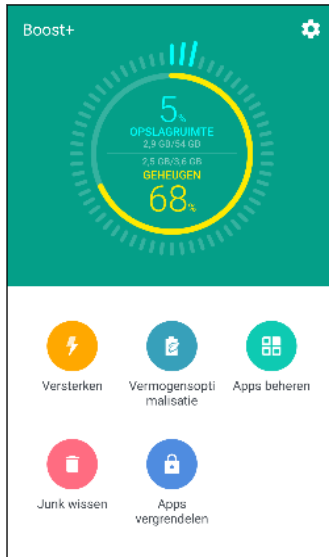 Boost+
5%
OPSLAGRUIMTE
2,9 GB/54 GB
2,5 GB/3,6 GB
GEHEUGEN
68%
Versterken
Vermogensopti
malisatie
Apps beheren
Junk wissen
Apps
vergrendelen